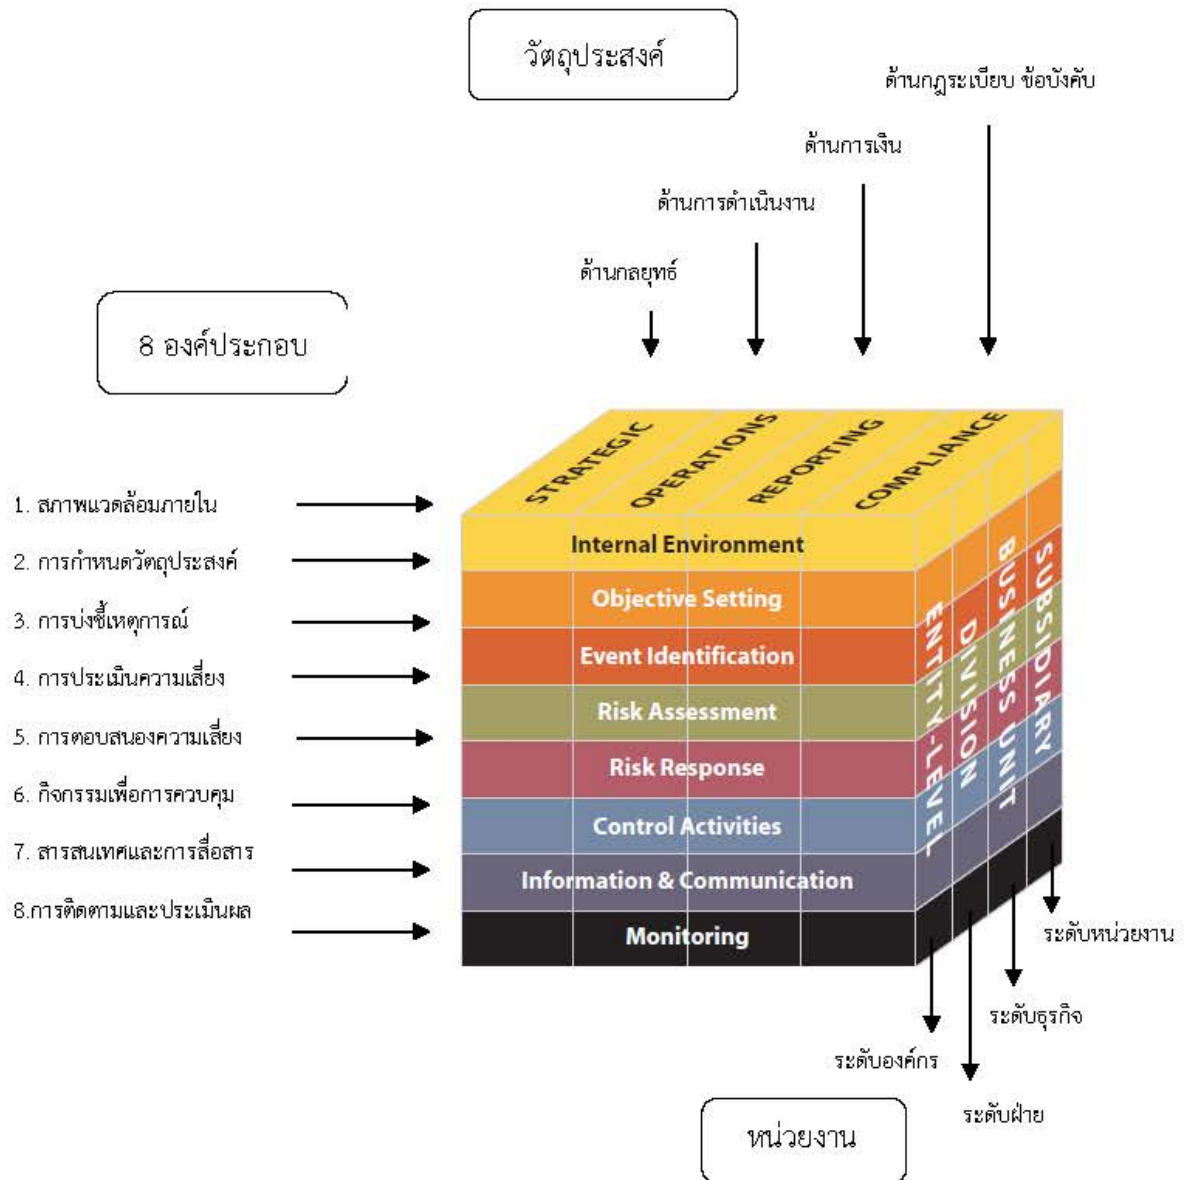 วัตถุประสงค์
ด้านกฎระเบียบ ข้อบังคับ
ด้านการเงิน
ด้านการดำเนินงาน
ด้านกลยุทธ์
8 องค์ประกอบ
STRATEGIC
OPERATIONS
REPORTING
COMPLIANCE
1. สภาพแวดล้อมภายใน
2. การกำหนดวัตถุประสงค์
3. การบ่งชี้เหตุการณ์
4. การประเมินความเสี่ยง
5. การตอบสนองความเสี่ยง
6. กิจกรรมเพื่อการควบคุม
7. สารสนเทศและการสื่อสาร
8.การติดตามและประเมินผล
Internal Environment
Objective Setting
Event Identification
Risk Assessment
Risk Response
Control Activities
Information & Communication
Monitoring
ENTITY-LEVEL
DIVISION
BUSINESS UNIT
SUBSIDIARY
ระดับหน่วยงาน
ระดับธุรกิจ
ระดับองค์กร
ระดับฝ่าย
หน่วยงาน